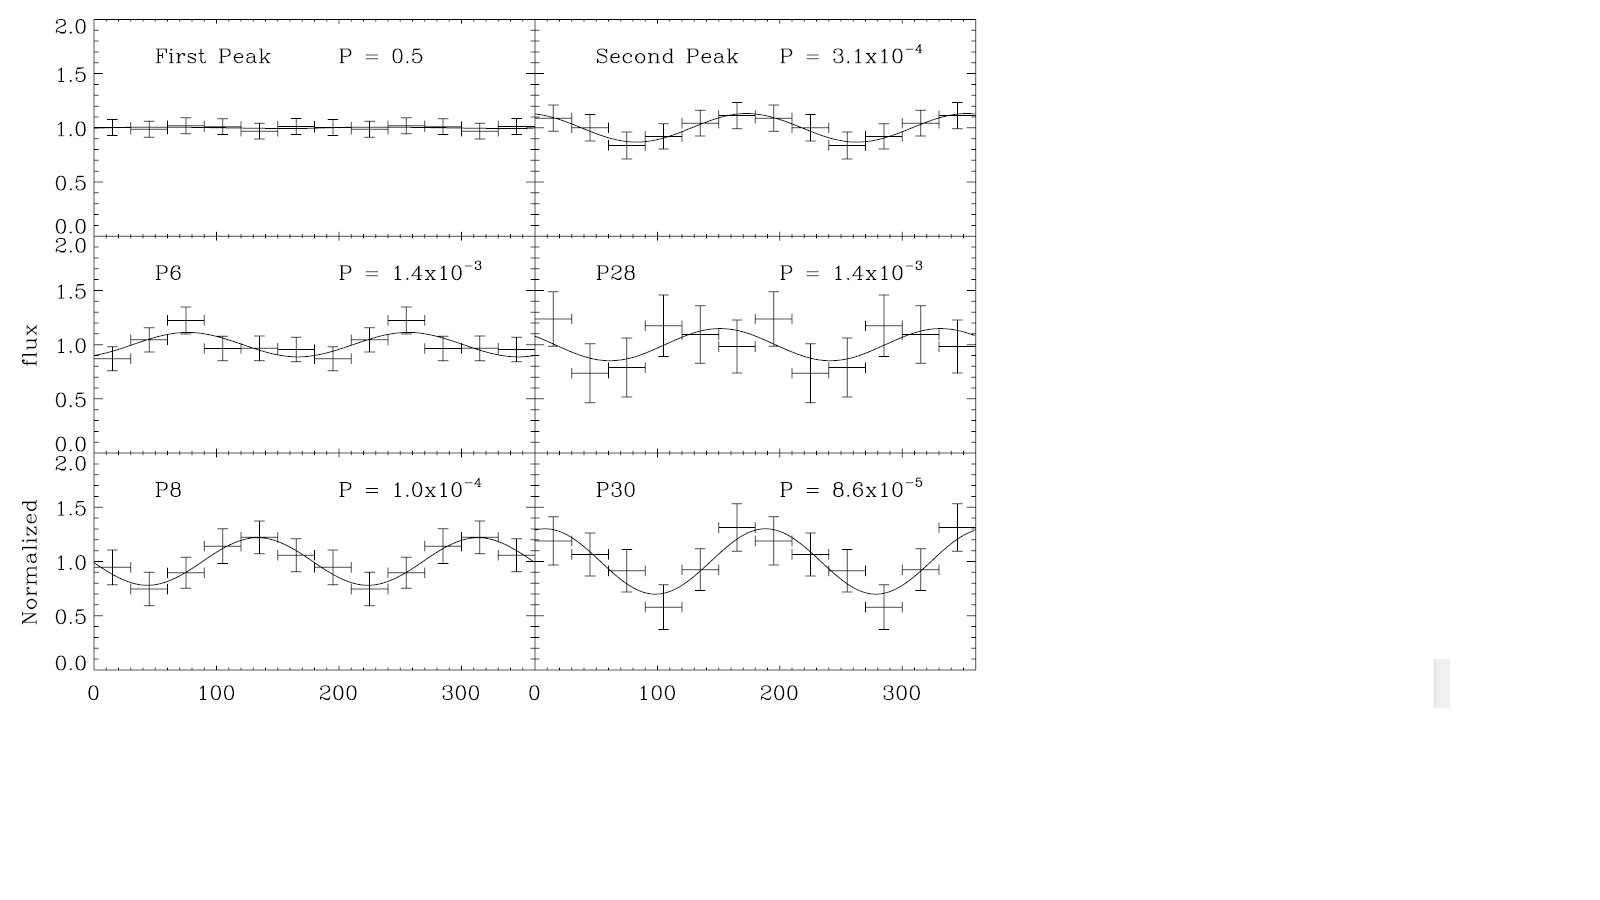 2.0
First Peak P = 0.5
Second Peak P = 3.1x10⁻⁴
1.5
1.0
0.5
0.0
2.0
P6 P = 1.4x10⁻³
P28 P = 1.4x10⁻³
1.5
1.0
0.5
0.0
2.0
P8 P = 1.0x10⁻⁴
P30 P = 8.6x10⁻⁵
1.5
1.0
0.5
0.0
0 100 200 300 0 100 200 300
Normalized flux